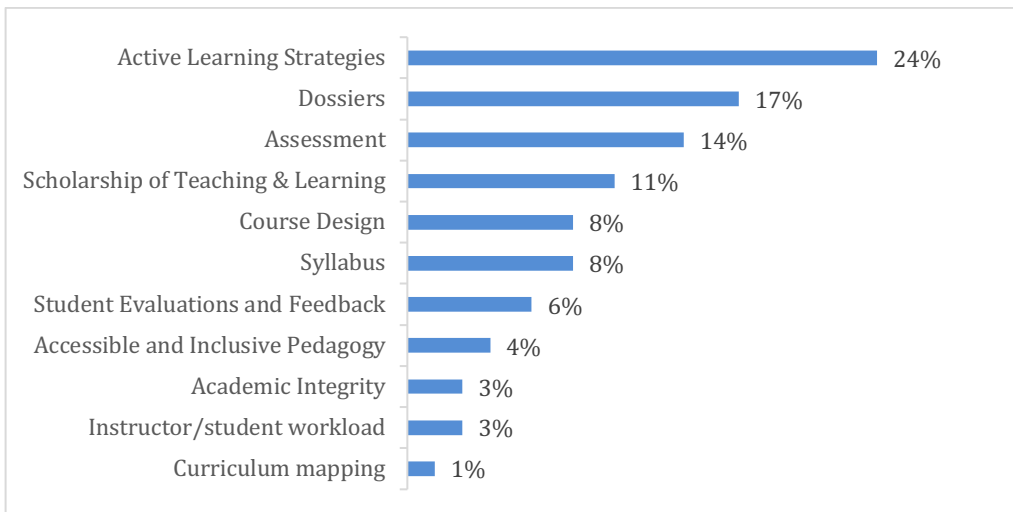 Active Learning Strategies 24%
Dossiers 17%
Assessment 14%
Scholarship of Teaching & Learning 11%
Course Design 8%
Syllabus 8%
Student Evaluations and Feedback 6%
Accessible and Inclusive Pedagogy 4%
Academic Integrity 3%
Instructor/student workload 3%
Curriculum mapping 1%